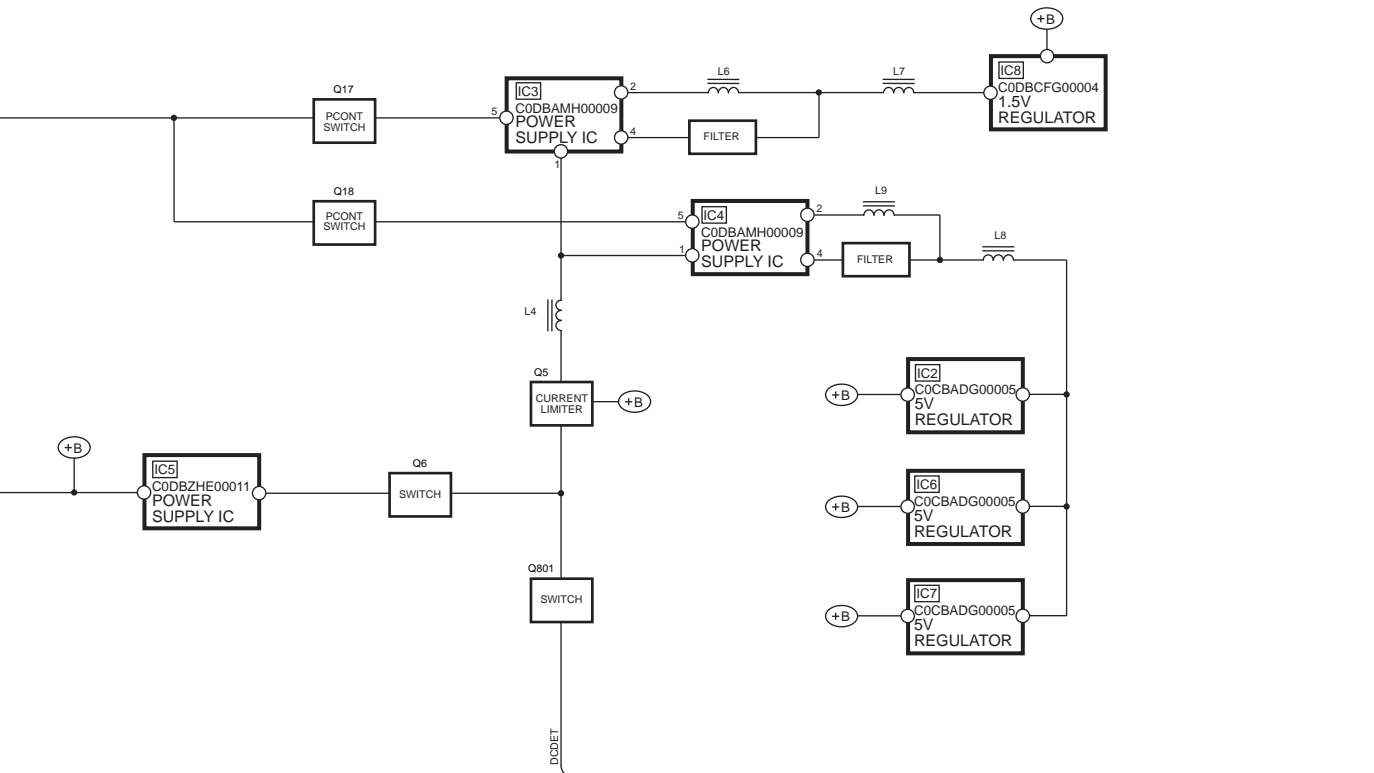 +B
Q17
PCONT
SWITCH
5
IC3
C0DBAMH00009
POWER
SUPPLY IC
2
4
1
L6
FILTER
L7
IC8
C0DBCFG00004
1.5V
REGULATOR
Q18
PCONT
SWITCH
5
1
IC4
C0DBAMH00009
POWER
SUPPLY IC
2
4
L9
FILTER
L8
L4
Q5
CURRENT
LIMITER
+B
+B
IC2
C0CBADG00005
5V
REGULATOR
+B
IC5
C0DBZHE00011
POWER
SUPPLY IC
Q6
SWITCH
+B
IC6
C0CBADG00005
5V
REGULATOR
Q801
SWITCH
+B
IC7
C0CBADG00005
5V
REGULATOR
DCDET